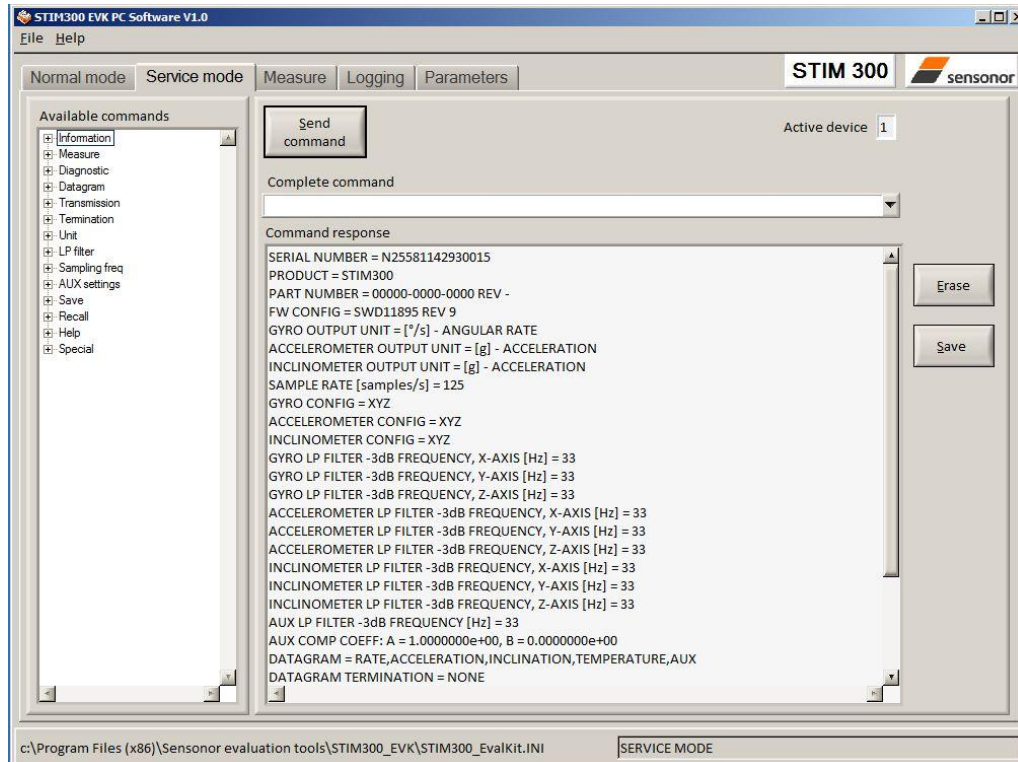 STIM300 EVK PC Software V1.0
File Help
Normal mode Service mode Measure Logging Parameters
STIM 300 sensonor
Available commands
Information
Measure
Diagnostic
Datagram
Transmission
Termination
Unit
LP filter
Sampling freq
AUX settings
Save
Recall
Help
Special
Send
command
Active device 1
Complete command
Command response
SERIAL NUMBER = N25581142930015
PRODUCT = STIM300
PART NUMBER = 00000-0000-0000 REV -
FW CONFIG = SWD11895 REV 9
GYRO OUTPUT UNIT = [°/s] - ANGULAR RATE
ACCELEROMETER OUTPUT UNIT = [g] - ACCELERATION
INCLINOMETER OUTPUT UNIT = [g] - ACCELERATION
SAMPLE RATE [samples/s] = 125
GYRO CONFIG = XYZ
ACCELEROMETER CONFIG = XYZ
INCLINOMETER CONFIG = XYZ
GYRO LP FILTER -3dB FREQUENCY, X-AXIS [Hz] = 33
GYRO LP FILTER -3dB FREQUENCY, Y-AXIS [Hz] = 33
GYRO LP FILTER -3dB FREQUENCY, Z-AXIS [Hz] = 33
ACCELEROMETER LP FILTER -3dB FREQUENCY, X-AXIS [Hz] = 33
ACCELEROMETER LP FILTER -3dB FREQUENCY, Y-AXIS [Hz] = 33
ACCELEROMETER LP FILTER -3dB FREQUENCY, Z-AXIS [Hz] = 33
INCLINOMETER LP FILTER -3dB FREQUENCY, X-AXIS [Hz] = 33
INCLINOMETER LP FILTER -3dB FREQUENCY, Y-AXIS [Hz] = 33
INCLINOMETER LP FILTER -3dB FREQUENCY, Z-AXIS [Hz] = 33
AUX LP FILTER -3dB FREQUENCY [Hz] = 33
AUX COMP COEFF: A = 1.0000000e+00, B = 0.0000000e+00
DATAGRAM = RATE,ACCELERATION,INCLINATION,TEMPERATURE,AUX
DATAGRAM TERMINATION = NONE
Erase
Save
c:\Program Files (x86)\Sensonor evaluation tools\STIM300_EVK\STIM300_EvalKit.INI
SERVICE MODE